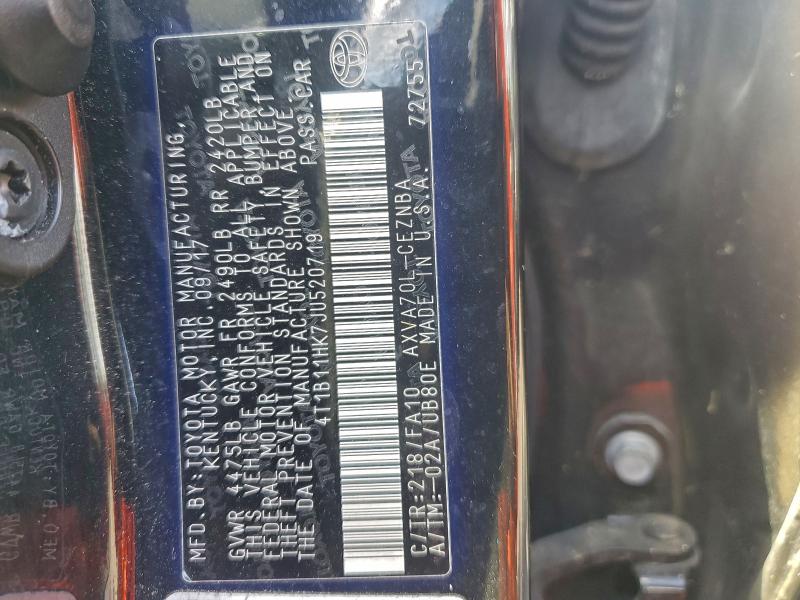 MFD. BY: TOYOTA MOTOR MANUFACTURING,
KENTUCKY, INC. 09/17
GVWR 4475LB GAWR FR 2490LB RR 2420LB
THIS VEHICLE CONFORMS TO ALL APPLICABLE
FEDERAL MOTOR VEHICLE SAFETY, BUMPER AND
THEFT PREVENTION STANDARDS IN EFFECT ON
THE DATE OF MANUFACTURE SHOWN ABOVE.
4T1B11HK7JU520719 PASS. CAR
C/TR: 218/FA10 AXVA70L-CEZNBA
A/TM: -02A/UB80E MADE IN U.S.A. 72755